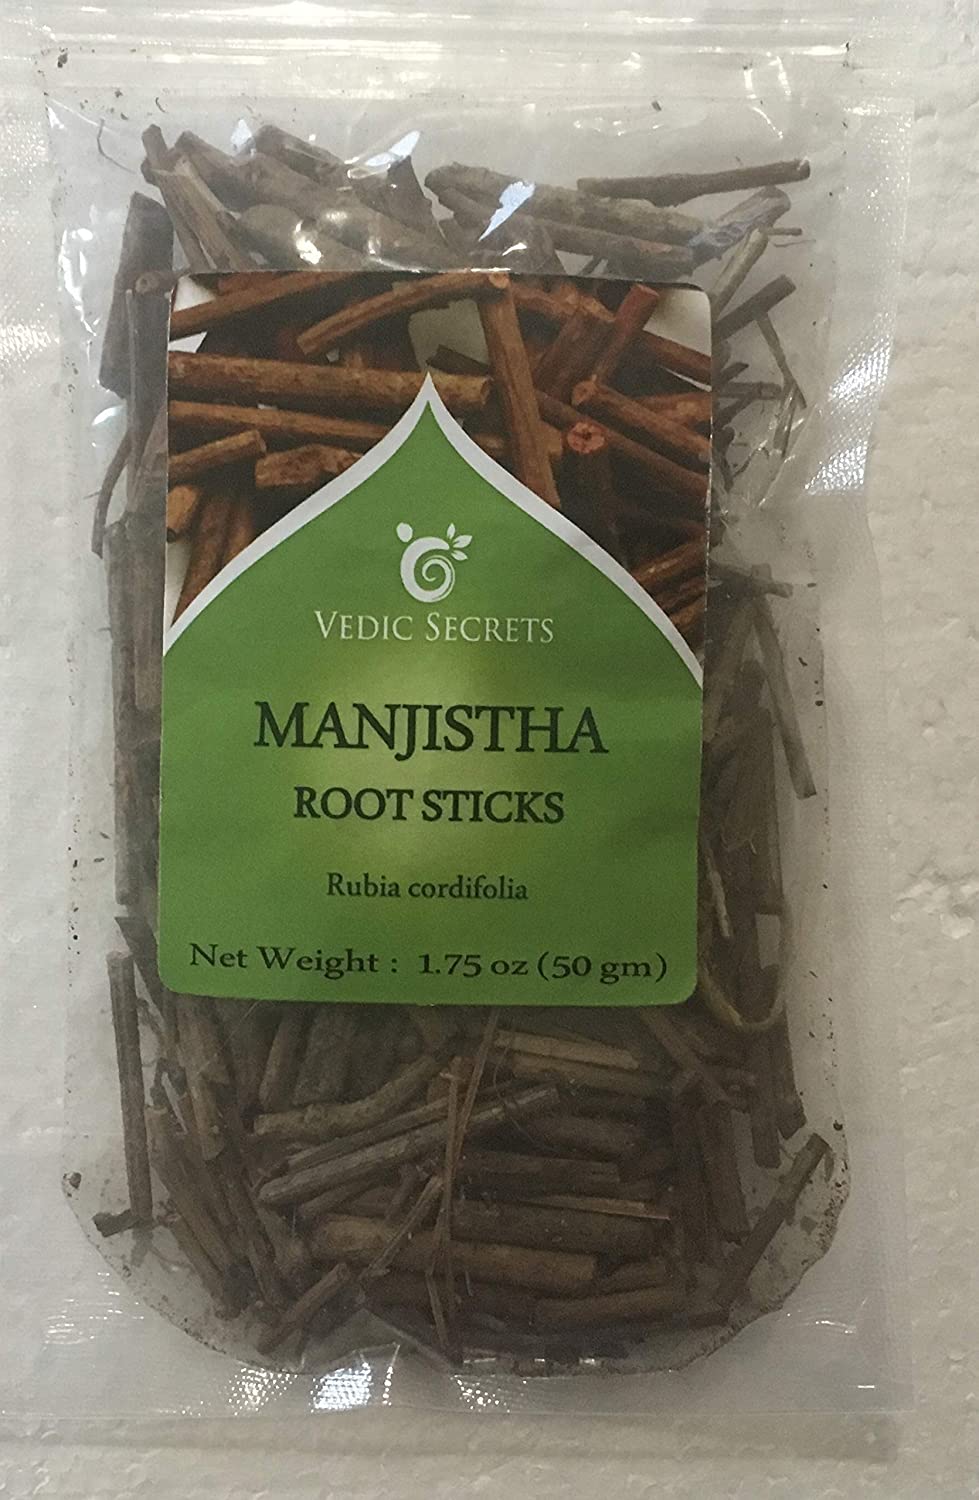 VEDIC SECRETS
MANJISTHA
ROOT STICKS
Rubia cordifolia
Net Weight : 1.75 oz (50 gm)